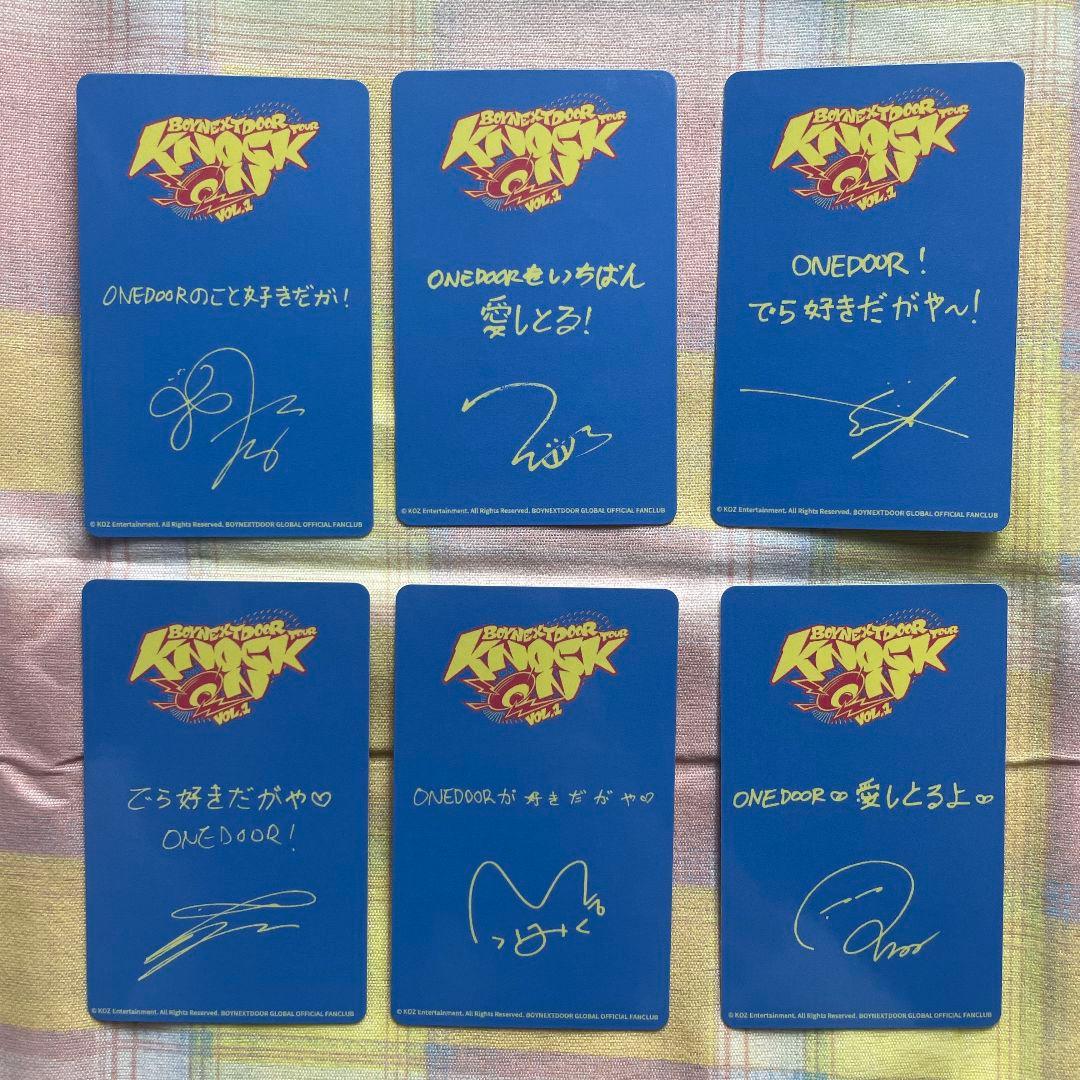 BOYNEXTDOOR
TOUR
KNOCK
ON
VOL.1
ONEDOORのこと好きだが!
© KOZ Entertainment. All Rights Reserved. BOYNEXTDOOR GLOBAL OFFICIAL FANCLUB
BOYNEXTDOOR
TOUR
KNOCK
ON
VOL.1
ONEDOORをいちばん
愛しとる!
© KOZ Entertainment. All Rights Reserved. BOYNEXTDOOR GLOBAL OFFICIAL FANCLUB
BOYNEXTDOOR
TOUR
KNOCK
ON
VOL.1
ONEDOOR!
でら好きだがや〜!
© KOZ Entertainment. All Rights Reserved. BOYNEXTDOOR GLOBAL OFFICIAL FANCLUB
BOYNEXTDOOR
TOUR
KNOCK
ON
VOL.1
でら好きだがや♡
ONEDOOR!
© KOZ Entertainment. All Rights Reserved. BOYNEXTDOOR GLOBAL OFFICIAL FANCLUB
BOYNEXTDOOR
TOUR
KNOCK
ON
VOL.1
ONEDOORが好きだがや♡
© KOZ Entertainment. All Rights Reserved. BOYNEXTDOOR GLOBAL OFFICIAL FANCLUB
BOYNEXTDOOR
TOUR
KNOCK
ON
VOL.1
ONEDOOR♡愛しとるよ♡
© KOZ Entertainment. All Rights Reserved. BOYNEXTDOOR GLOBAL OFFICIAL FANCLUB